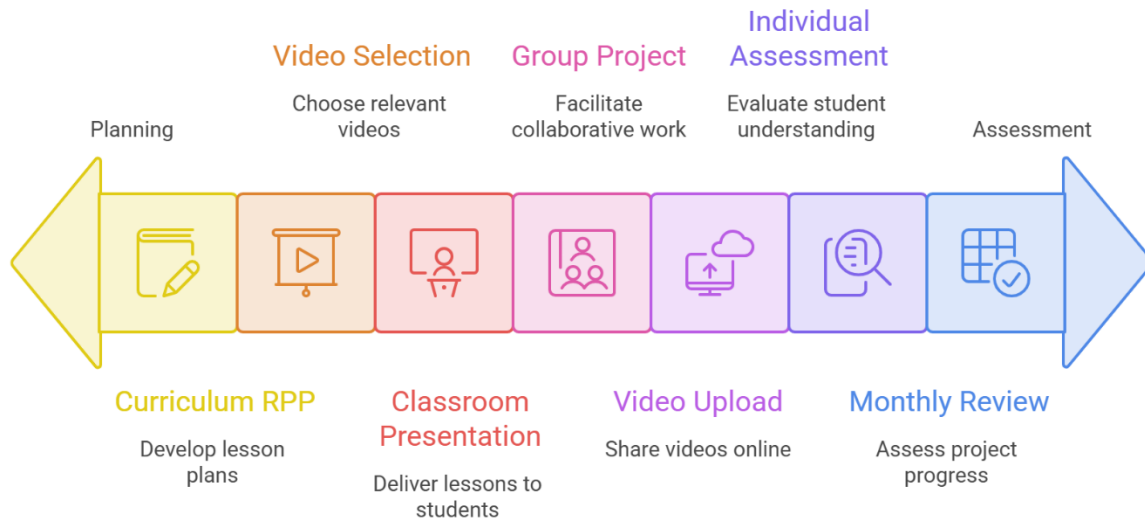 Individual
Assessment
Video Selection
Group Project
Choose relevant
videos
Facilitate
collaborative work
Evaluate student
understanding
Planning
Assessment
Curriculum RPP
Develop lesson
plans
Classroom
Presentation
Deliver lessons to
students
Video Upload
Share videos online
Monthly Review
Assess project
progress